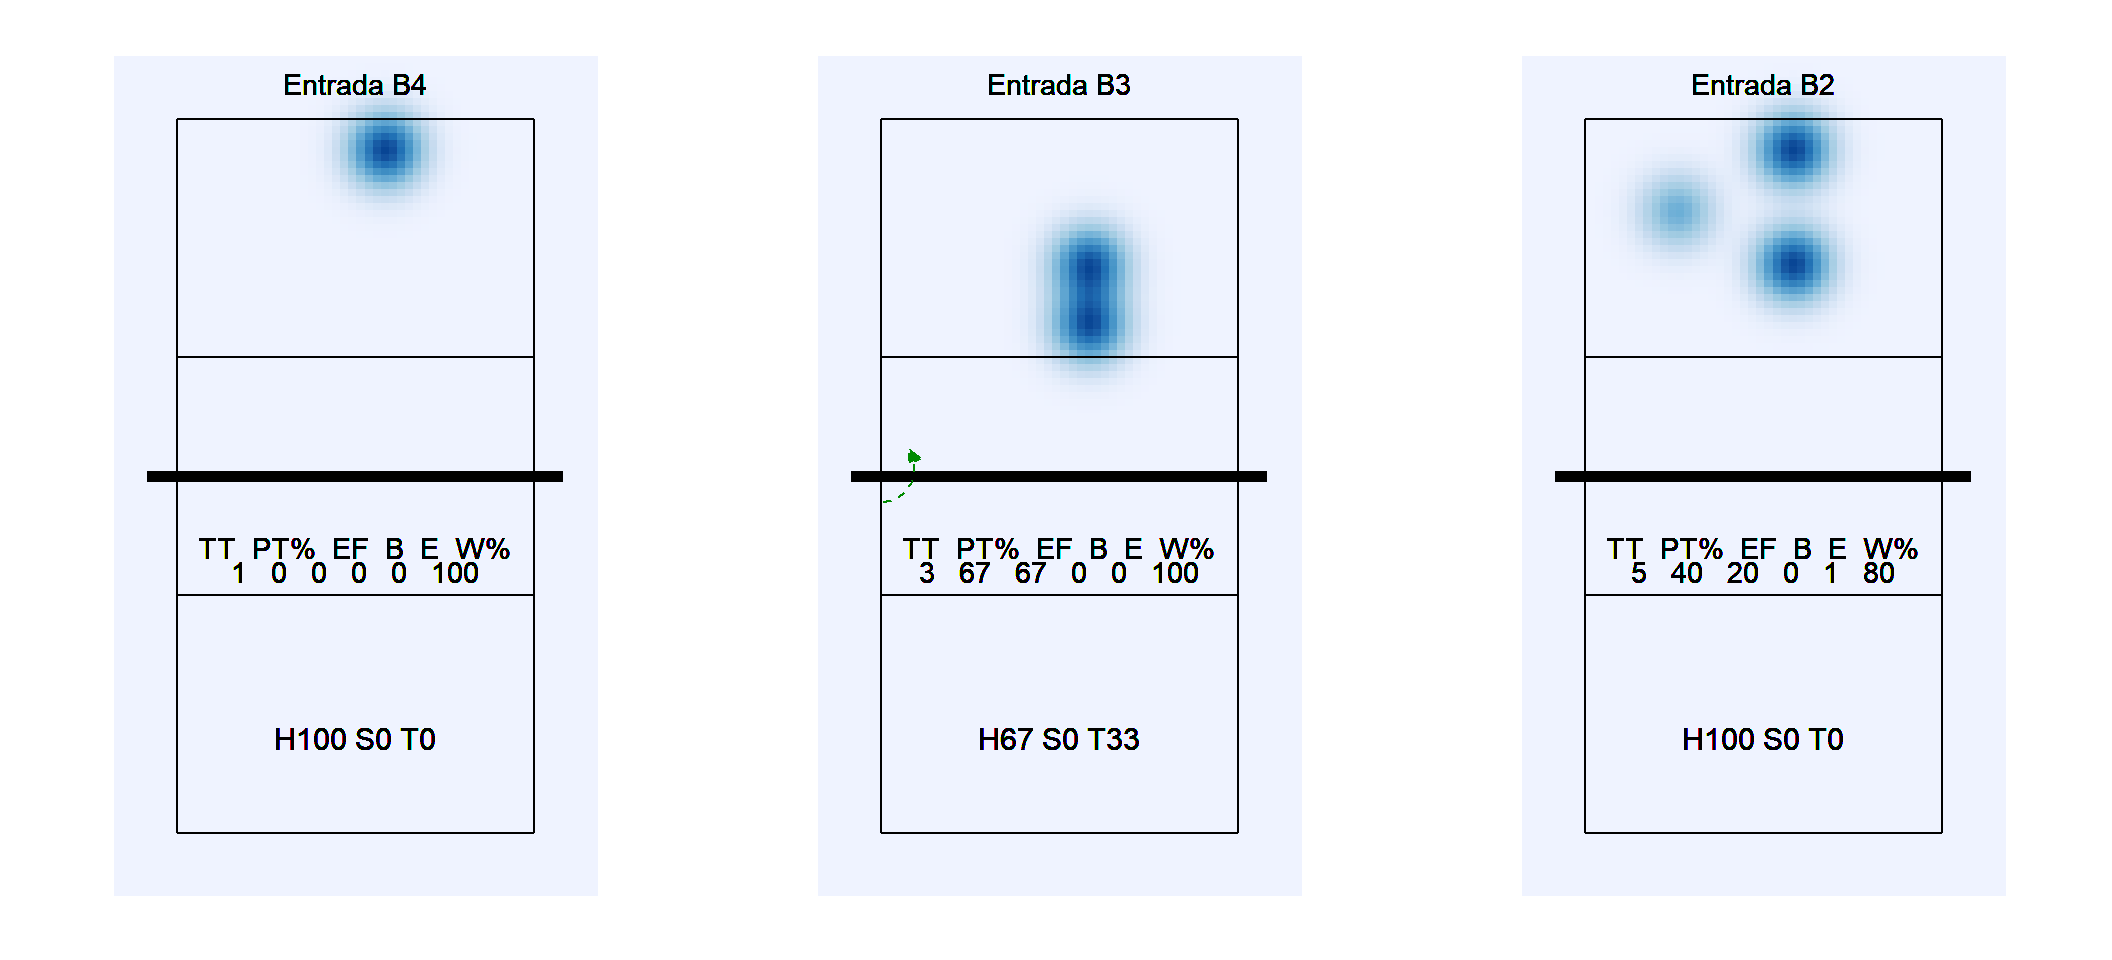 Entrada B4
TT PT% EF B E W%
1 0 0 0 0 100
H100 S0 T0
Entrada B3
TT PT% EF B E W%
3 67 67 0 0 100
H67 S0 T33
Entrada B2
TT PT% EF B E W%
5 40 20 0 1 80
H100 S0 T0